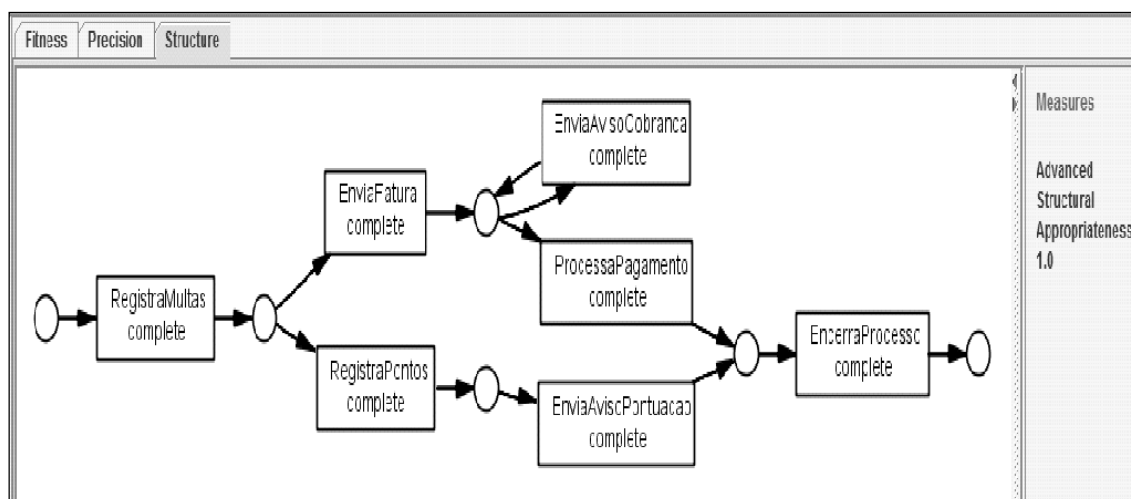 Fitness
Precision
Structure
EnviaAvisoCobranca
complete
EnviaFatura
complete
ProcessaPagamento
complete
RegistraMultas
complete
RegistraPontos
complete
EnviaAvisoPontuacao
complete
EncerraProcesso
complete
Measures
Advanced
Structural
Appropriateness
1.0